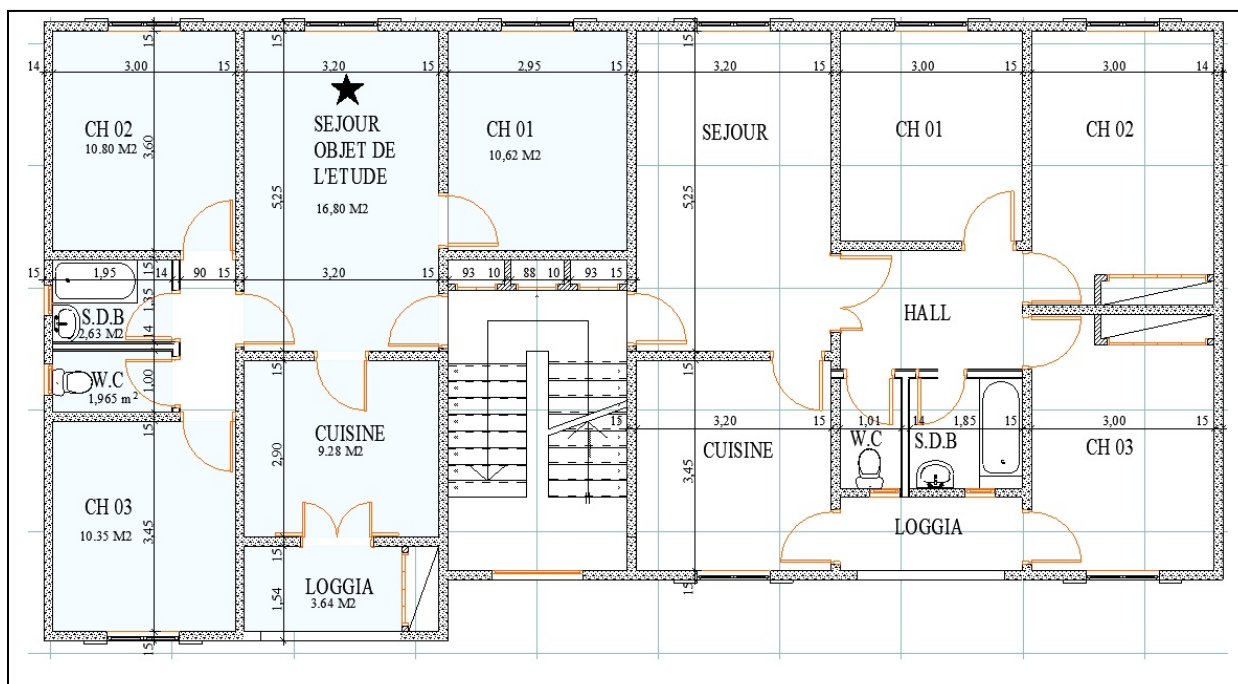 15
15
14
3,00
15
3,20
15
2,95
15
3,20
15
3,00
15
3,00
14
CH 02
10.80 M2
3,60
SEJOUR
OBJET DE
L'ETUDE
16,80 M2
5,25
CH 01
10,62 M2
SEJOUR
5,25
CH 01
CH 02
15
1,95
14
90
15
3,20
15
93
10
88
10
93
15
15
1,35
14
S.D.B
2,63 M2
HALL
W.C
1,965 m²
1,00
15
15
15
3,20
15
1,01
14
1,85
15
3,00
15
CUISINE
9.28 M2
2,90
CUISINE
3,45
W.C
S.D.B
CH 03
15
CH 03
10.35 M2
3,45
LOGGIA
15
LOGGIA
3.64 M2
1,54
15
15
15